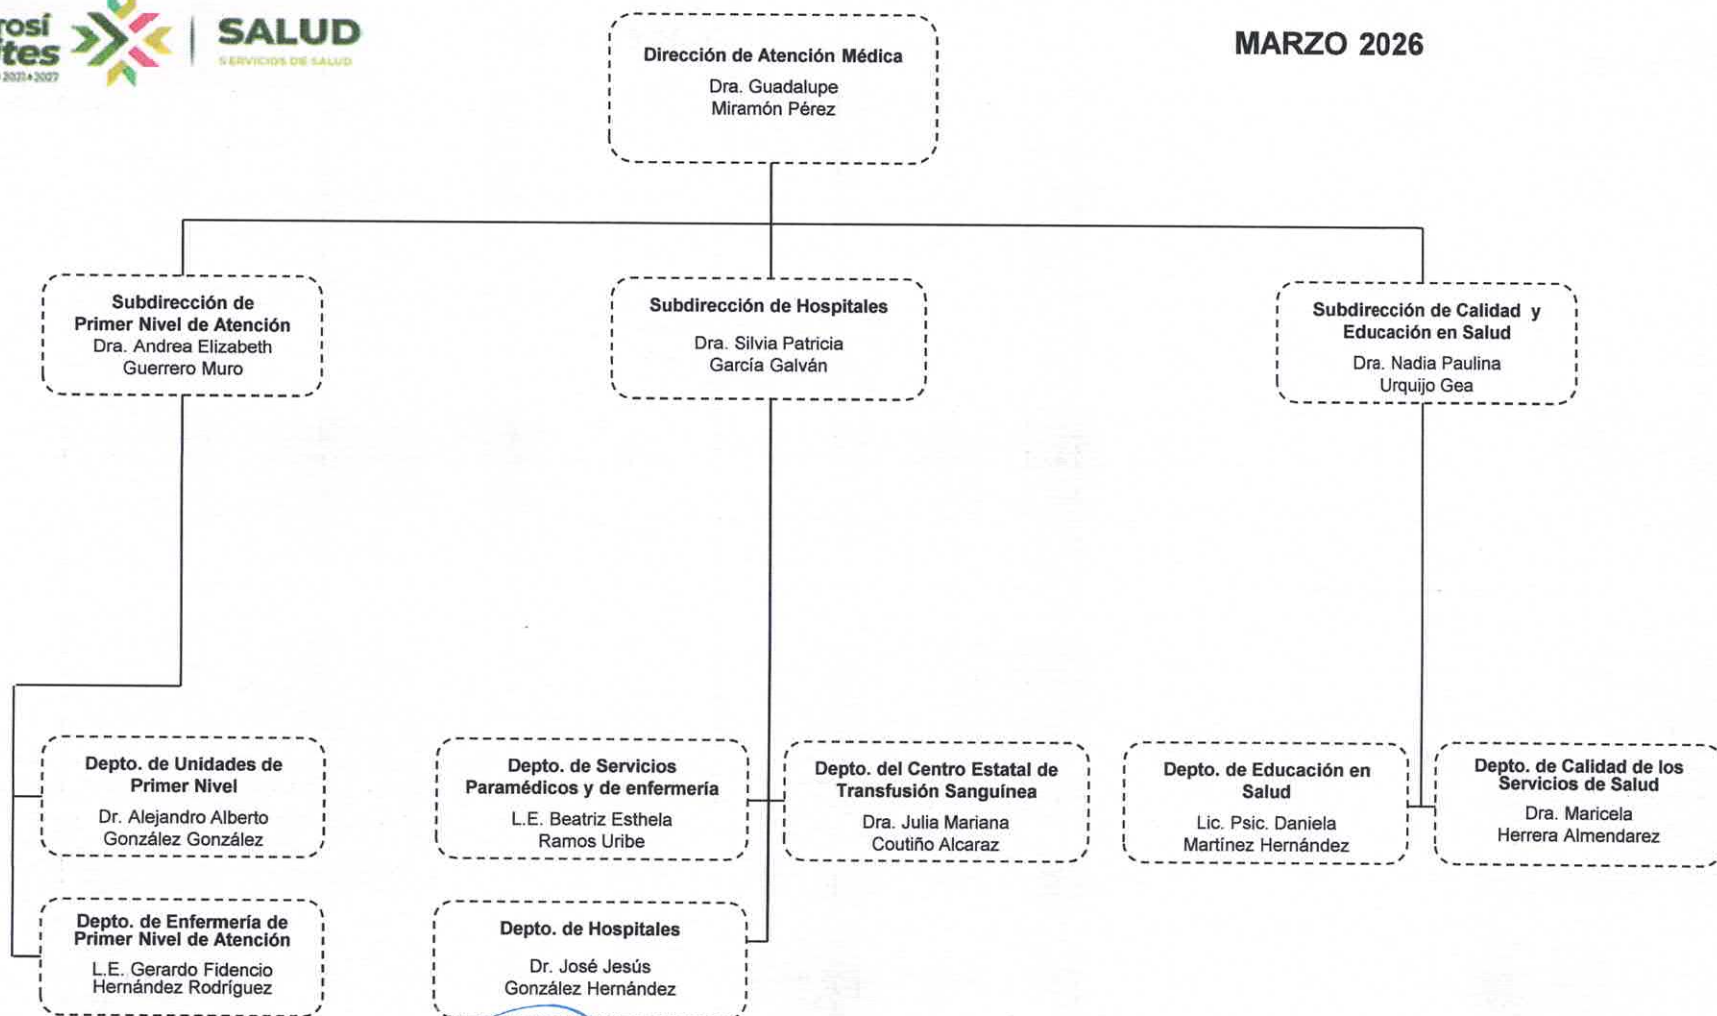 rosí
SALUD
SERVICIOS DE SALUD
MARZO 2026
Dirección de Atención Médica
Dra. Guadalupe
Miramón Pérez
Subdirección de
Primer Nivel de Atención
Dra. Andrea Elizabeth
Guerrero Muro
Subdirección de Hospitales
Dra. Silvia Patricia
García Galván
Subdirección de Calidad y
Educación en Salud
Dra. Nadia Paulina
Urquijo Gea
Depto. de Unidades de
Primer Nivel
Dr. Alejandro Alberto
González González
Depto. de Servicios
Paramédicos y de enfermería
L.E. Beatriz Esthela
Ramos Uribe
Depto. del Centro Estatal de
Transfusión Sanguínea
Dra. Julia Mariana
Coutiño Alcaraz
Depto. de Educación en
Salud
Lic. Psic. Daniela
Martínez Hernández
Depto. de Calidad de los
Servicios de Salud
Dra. Maricela
Herrera Almendarez
Depto. de Enfermería de
Primer Nivel de Atención
L.E. Gerardo Fidencio
Hernández Rodríguez
Depto. de Hospitales
Dr. José Jesús
González Hernández